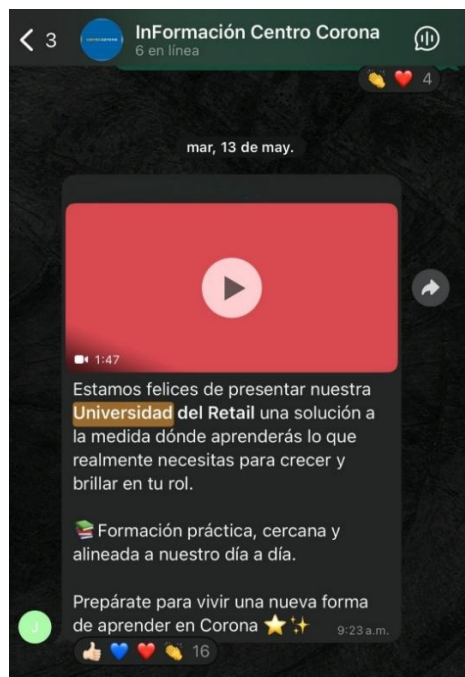 3
InFormación Centro Corona
6 en línea
4
mar, 13 de may.
1:47
Estamos felices de presentar nuestra
Universidad del Retail una solución a
la medida dónde aprenderás lo que
realmente necesitas para crecer y
brillar en tu rol.
📚Formación práctica, cercana y
alineada a nuestro día a día.
Prepárate para vivir una nueva forma
de aprender en Corona ⭐✨
9:23 a.m.
J
👍🏻 💙 ❤️ 👏 16